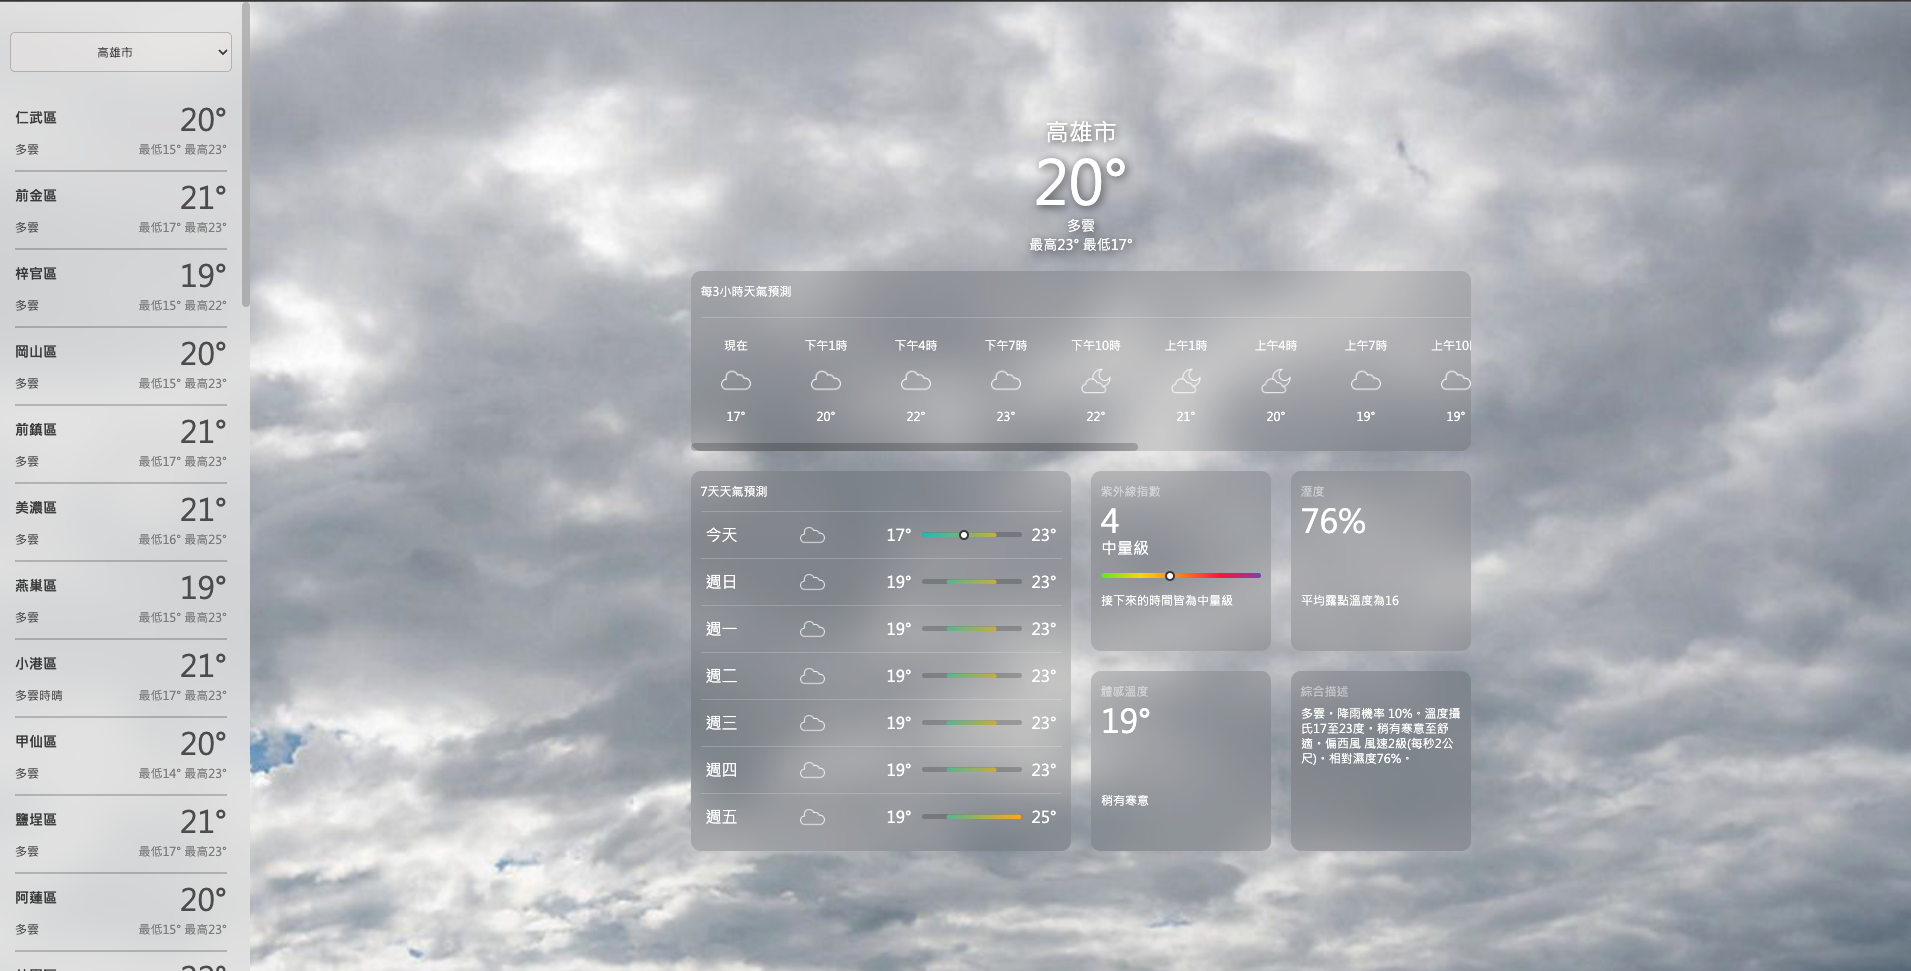 高雄市
仁武區
20°
多雲
最低15° 最高23°
前金區
21°
多雲
最低17° 最高23°
梓官區
19°
多雲
最低15° 最高22°
岡山區
20°
多雲
最低15° 最高23°
前鎮區
21°
多雲
最低17° 最高23°
美濃區
21°
多雲
最低16° 最高25°
燕巢區
19°
多雲
最低15° 最高23°
小港區
21°
多雲時晴
最低17° 最高23°
甲仙區
20°
多雲
最低14° 最高23°
鹽埕區
21°
多雲
最低17° 最高23°
阿蓮區
20°
多雲
最低15° 最高23°
高雄市
20°
多雲
最高23° 最低17°
每3小時天氣預測
現在 下午1時 下午4時 下午7時 下午10時 上午1時 上午4時 上午7時 上午10
17° 20° 22° 23° 22° 21° 20° 19° 19°
7天天氣預測
今天 17° 23°
週日 19° 23°
週一 19° 23°
週二 19° 23°
週三 19° 23°
週四 19° 23°
週五 19° 25°
紫外線指數
4
中量級
接下來的時間皆為中量級
溼度
76%
平均露點溫度為16
體感溫度
19°
稍有寒意
綜合描述
多雲。降雨機率 10%。溫度攝
氏17至23度。稍有寒意至舒
適。偏西風 風速2級(每秒2公
尺)。相對濕度76%。